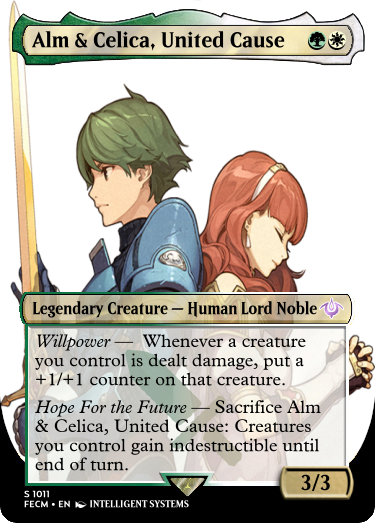 Alm & Celica, United Cause
Legendary Creature — Human Lord Noble
Willpower — Whenever a creature
you control is dealt damage, put a
+1/+1 counter on that creature.
Hope For the Future — Sacrifice Alm
& Celica, United Cause: Creatures
you control gain indestructible until
end of turn.
3/3
S 1011
FECM • EN INTELLIGENT SYSTEMS